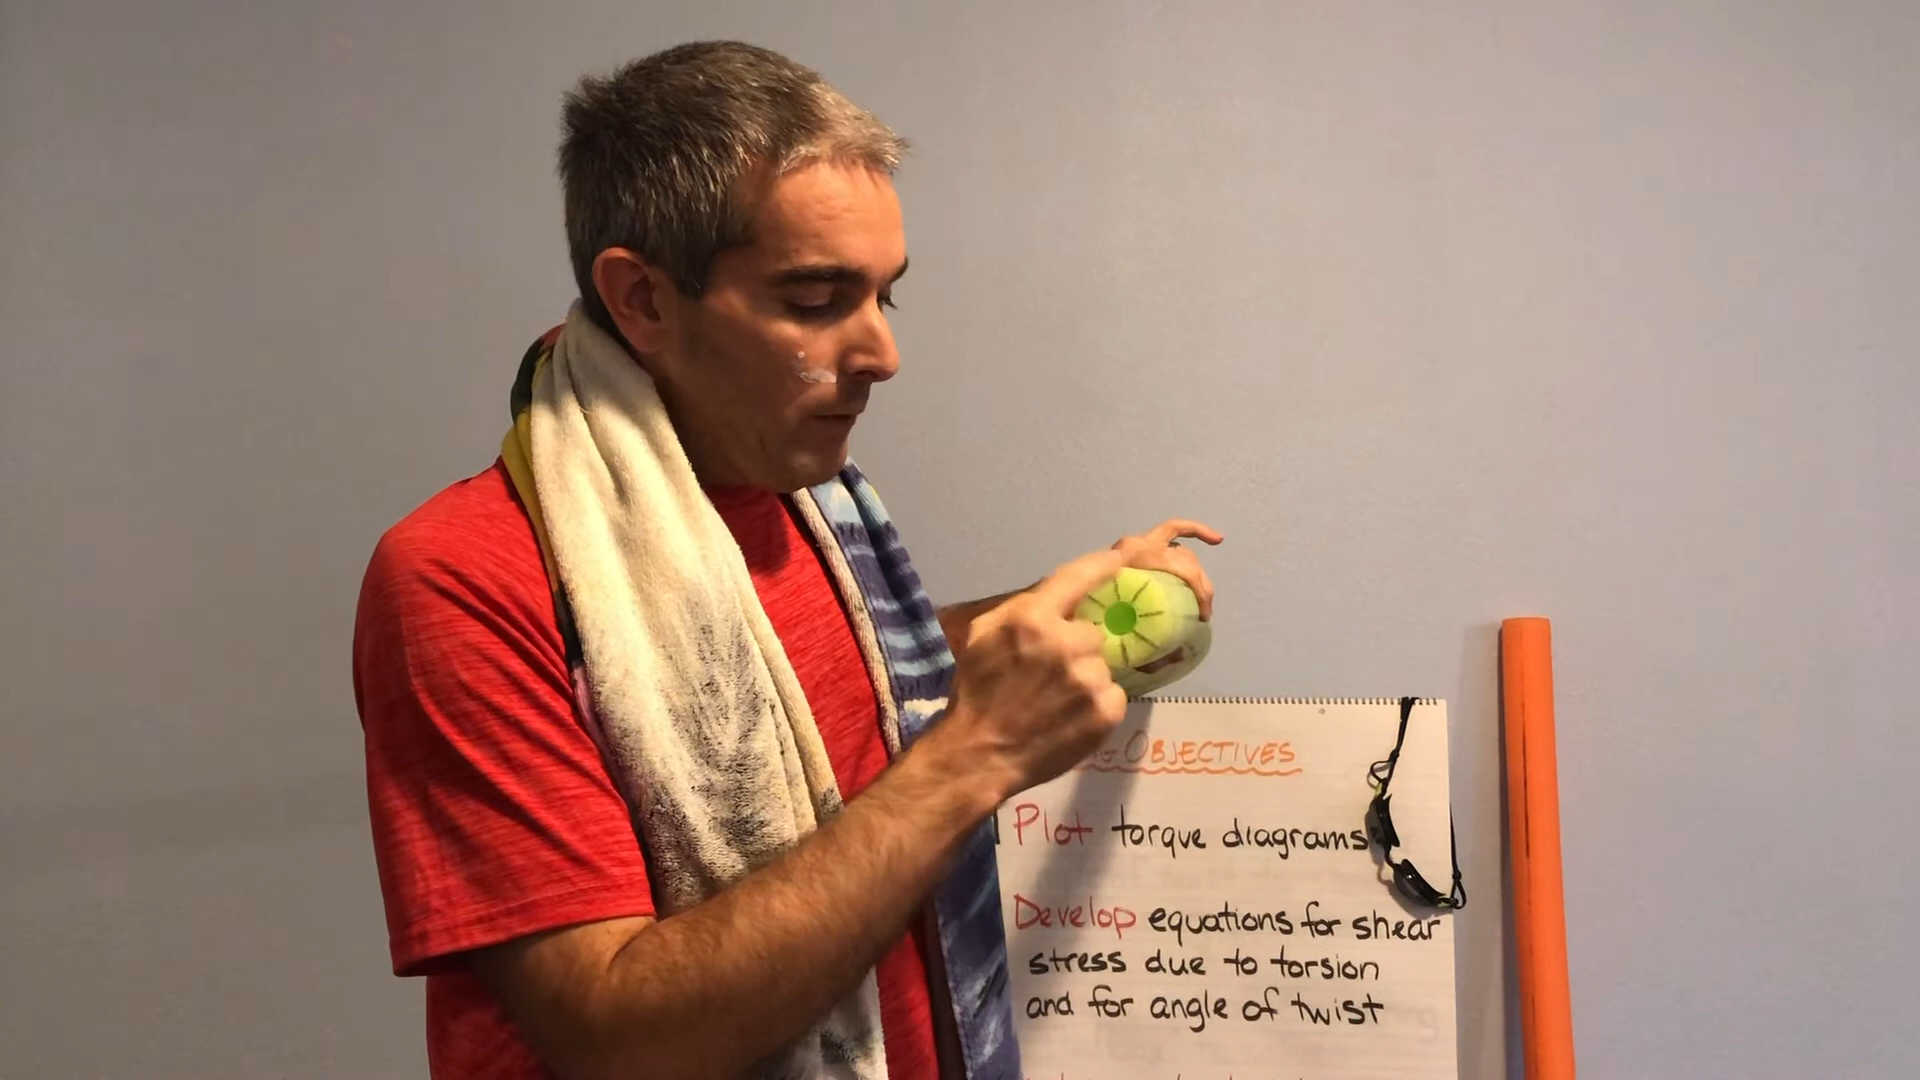 OBJECTIVES
Plot torque diagrams
Develop equations for shear
stress due to torsion
and for angle of twist